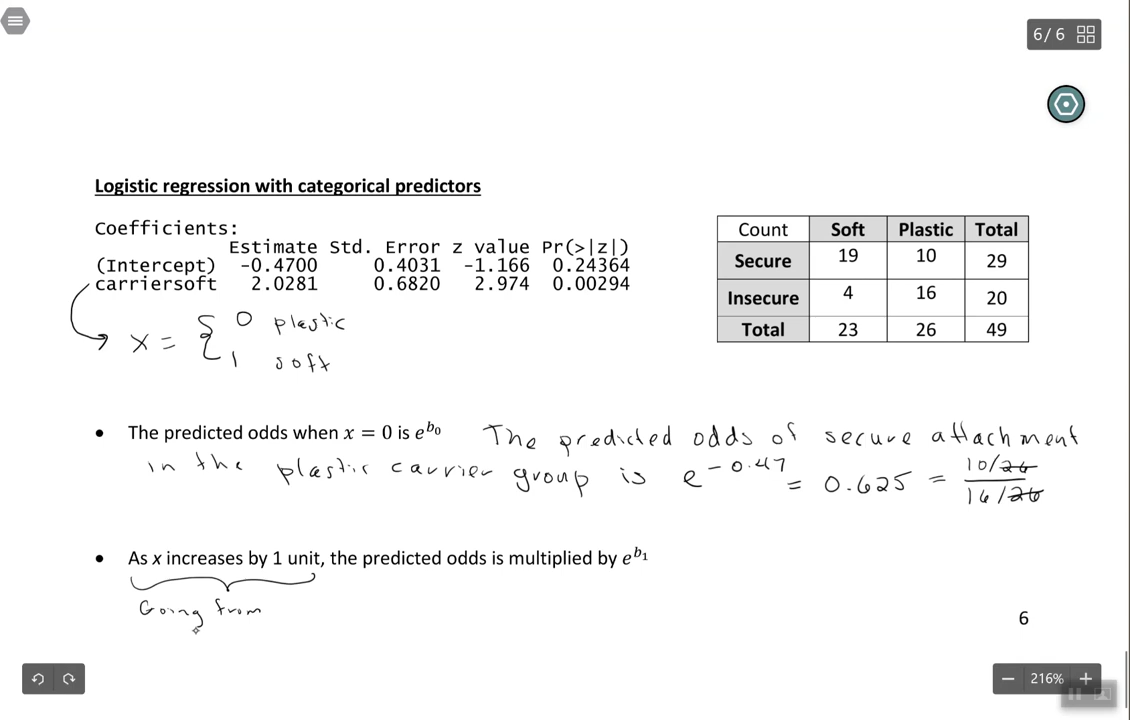 6/6
Logistic regression with categorical predictors
Coefficients:
Estimate Std. Error z value Pr(>|z|)
(Intercept) -0.4700 0.4031 -1.166 0.24364
carriersoft 2.0281 0.6820 2.974 0.00294
x = { 0 plastic
1 soft
Count Soft Plastic Total
Secure 19 10 29
Insecure 4 16 20
Total 23 26 49
• The predicted odds when x = 0 is e^b₀ The predicted odds of secure attachment
in the plastic carrier group is e^-0.47 = 0.625 = 10/26 / 16/26
• As x increases by 1 unit, the predicted odds is multiplied by e^b₁
Going from
6
216%